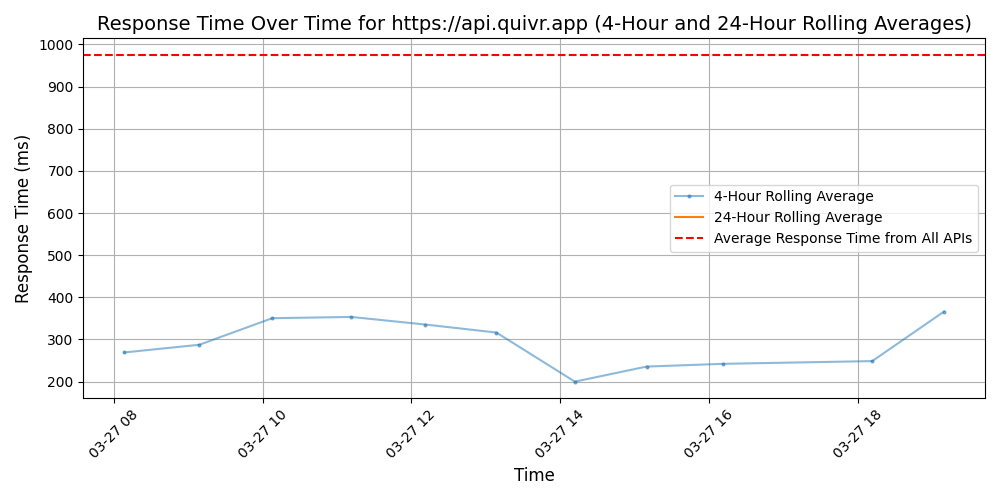 Response Time Over Time for https://api.quivr.app (4-Hour and 24-Hour Rolling Averages)
Response Time (ms)
1000
900
800
700
600
500
400
300
200
4-Hour Rolling Average
24-Hour Rolling Average
Average Response Time from All APIs
03-27 08
03-27 10
03-27 12
03-27 14
03-27 16
03-27 18
Time